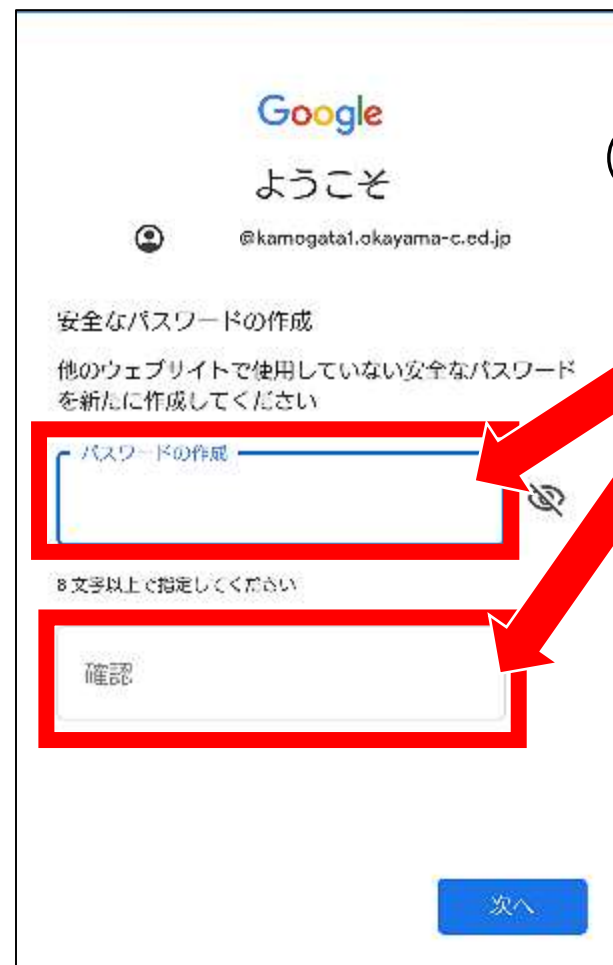 Google
ようこそ
@kamogata1.okayama-c.ed.jp
安全なパスワードの作成
他のウェブサイトで使用していない安全なパスワード
を新たに作成してください
パスワードの作成
8 文字以上で指定してください
確認
次へ